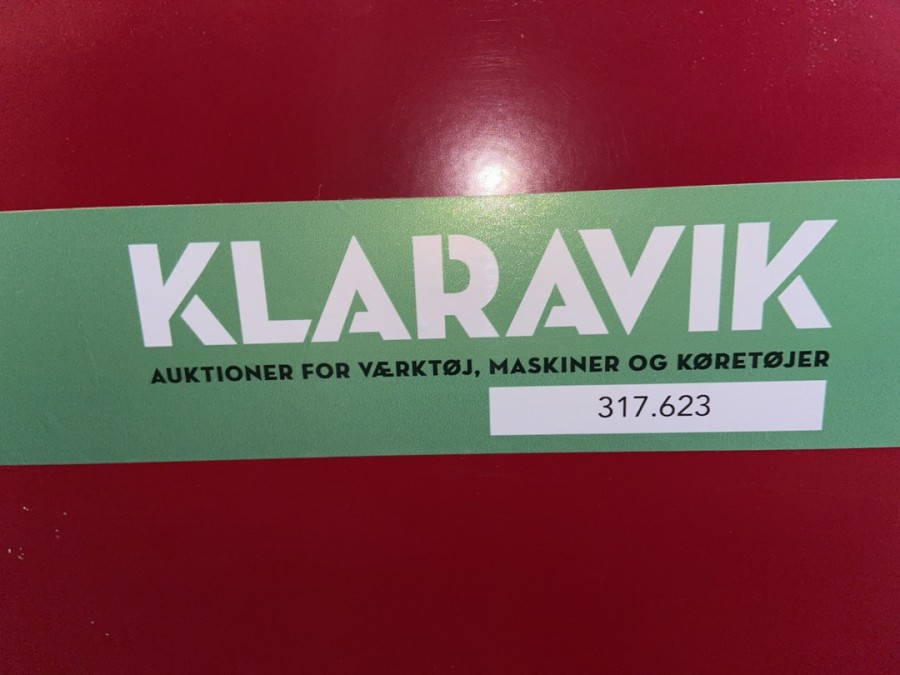 KLARAVIK
AUKTIONER FOR VÆRKTØJ, MASKINER OG KØRETØJER
317.623